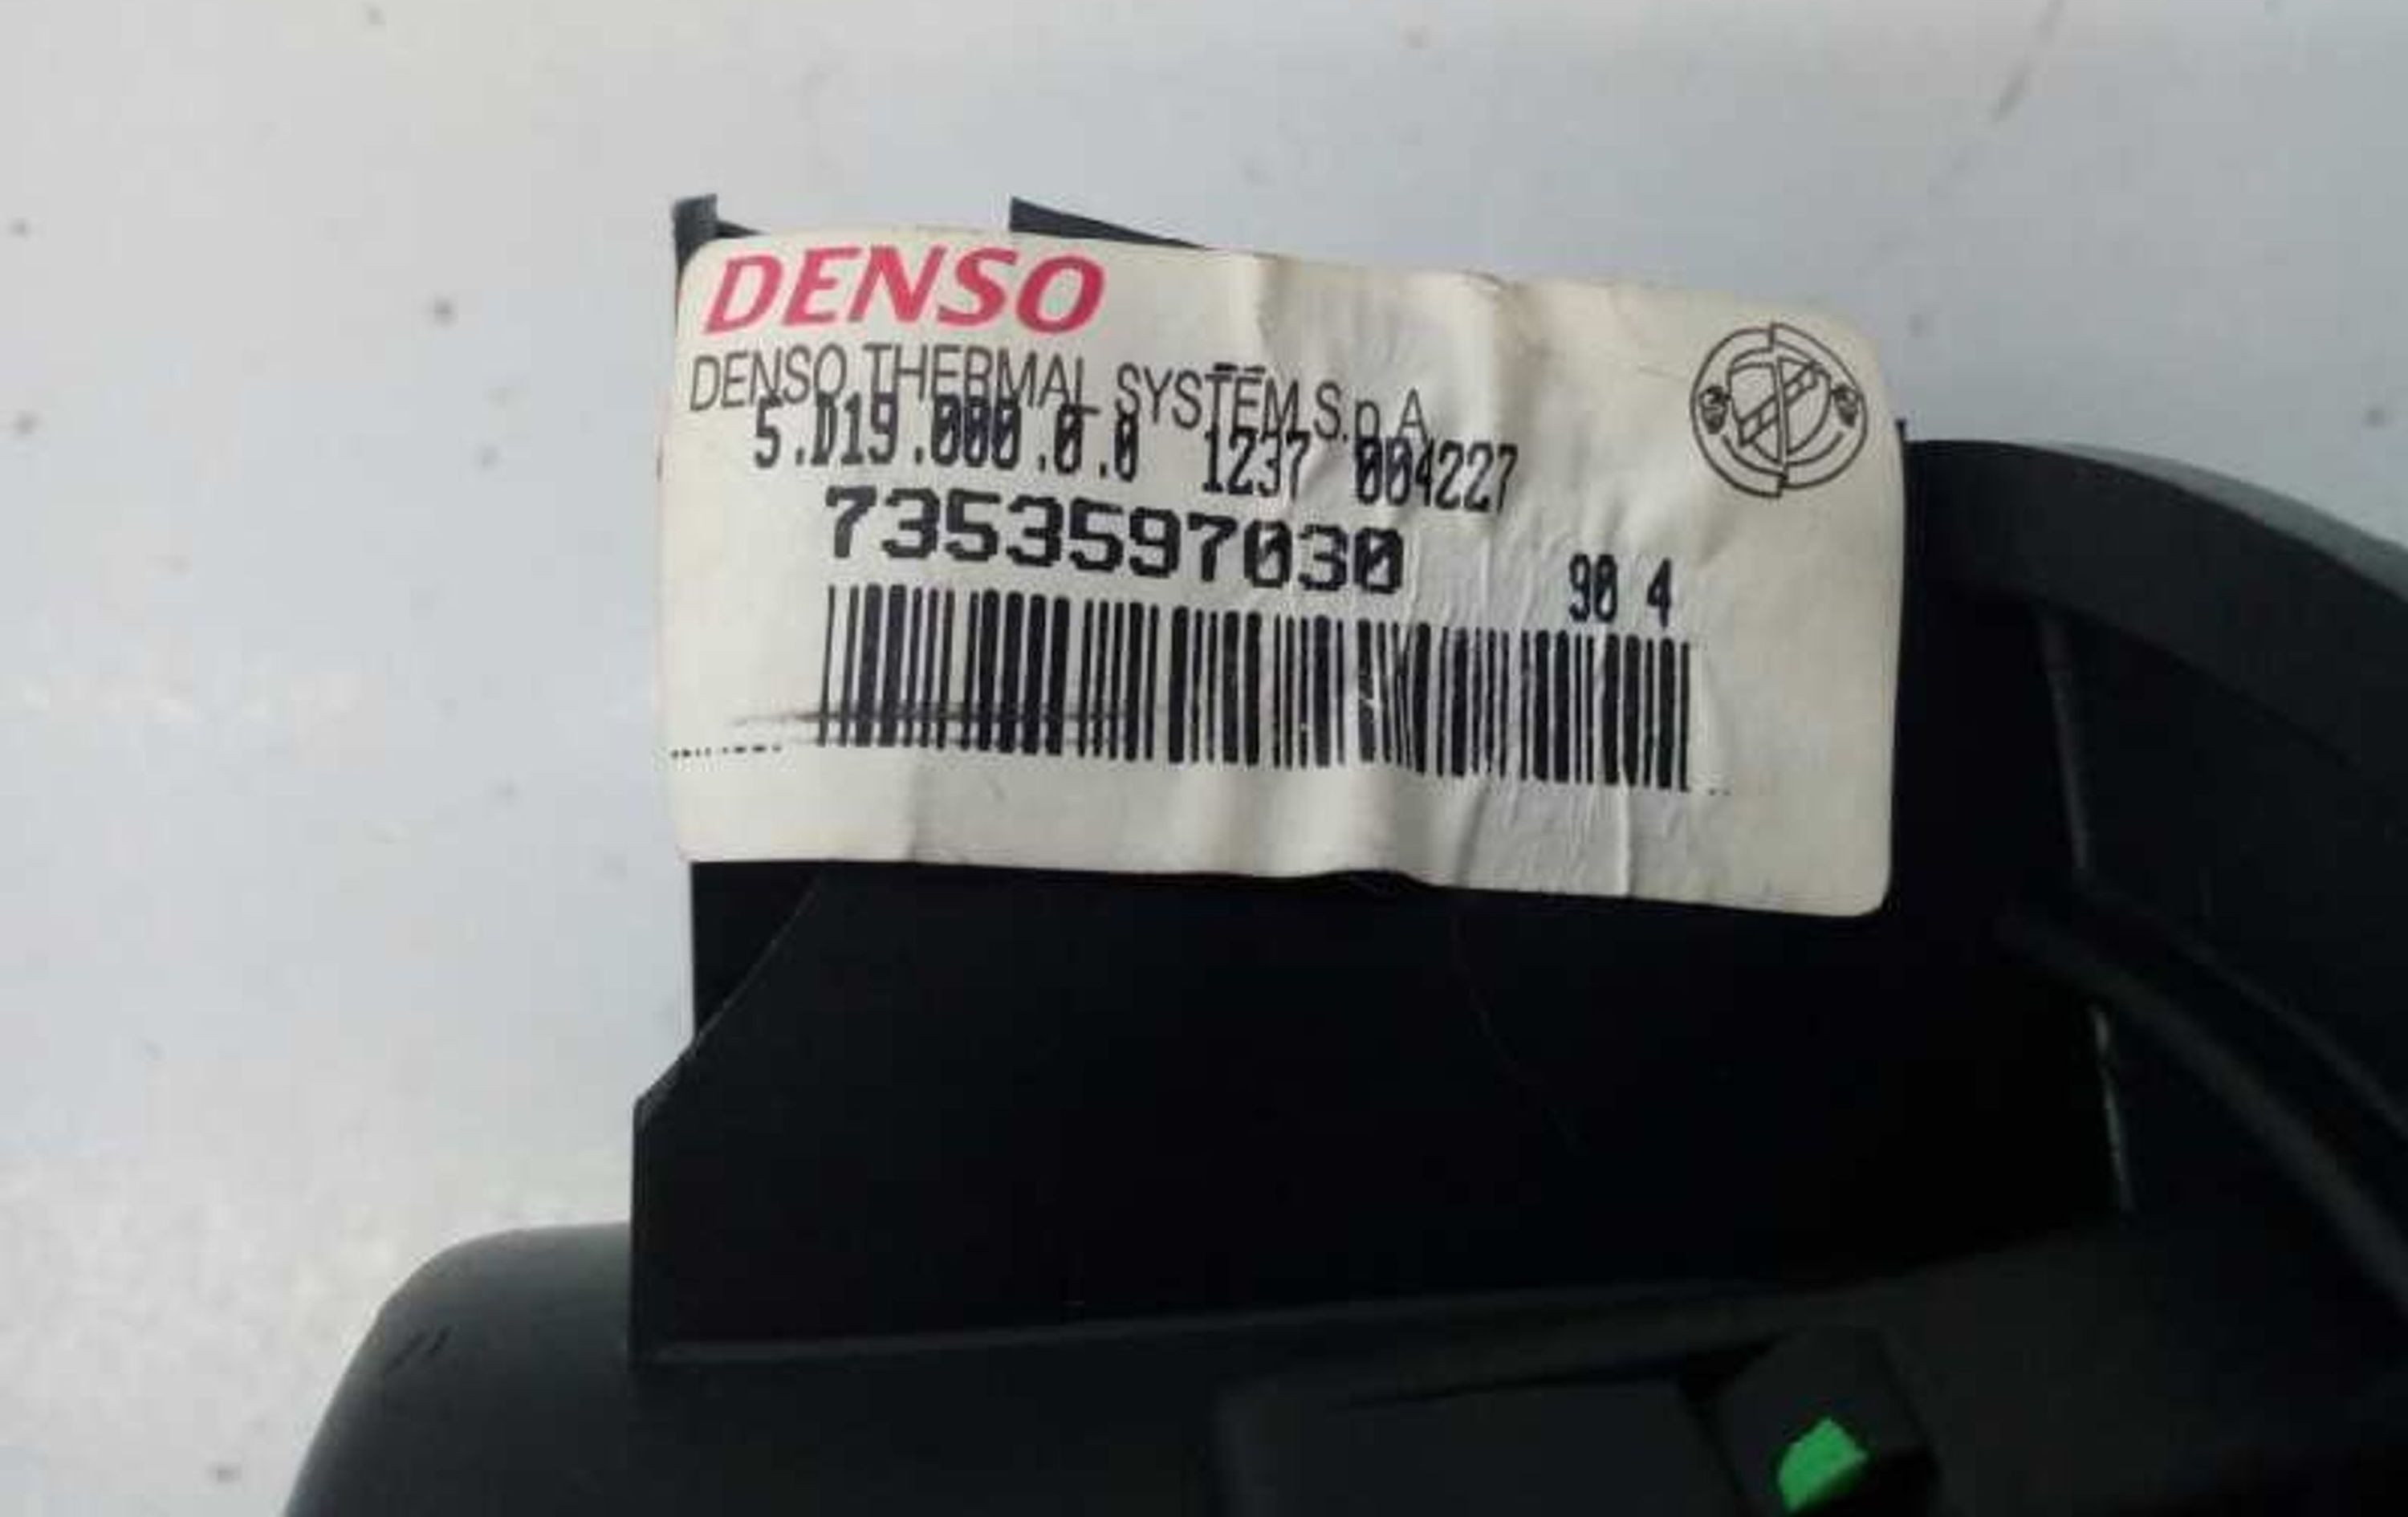 DENSO
DENSO THERMAL SYSTEM S.p.A
5.D19.000.0.0 1237 004227
7353597030
90 4